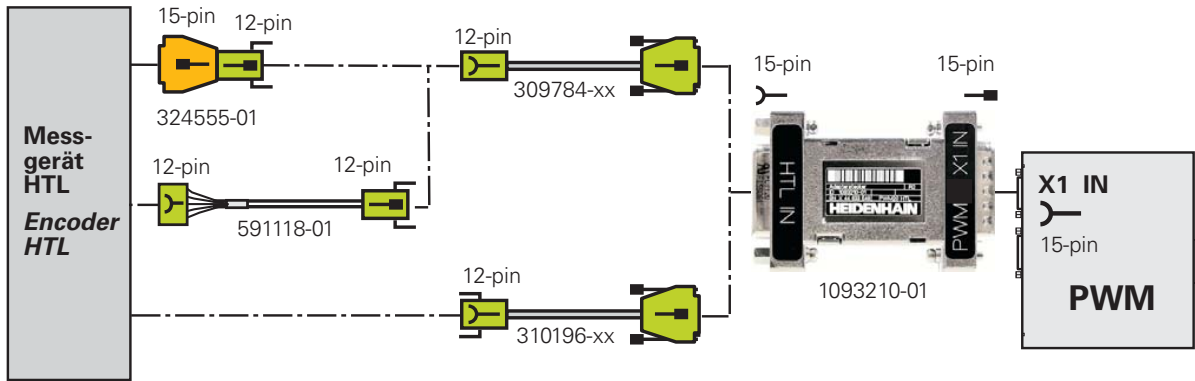 15-pin
12-pin
324555-01
12-pin
309784-xx
15-pin
15-pin
Mess-
gerät
HTL
Encoder
HTL
12-pin
12-pin
591118-01
12-pin
310196-xx
HTL IN
HEIDENHAIN
PWM X1 IN
1093210-01
X1 IN
15-pin
PWM